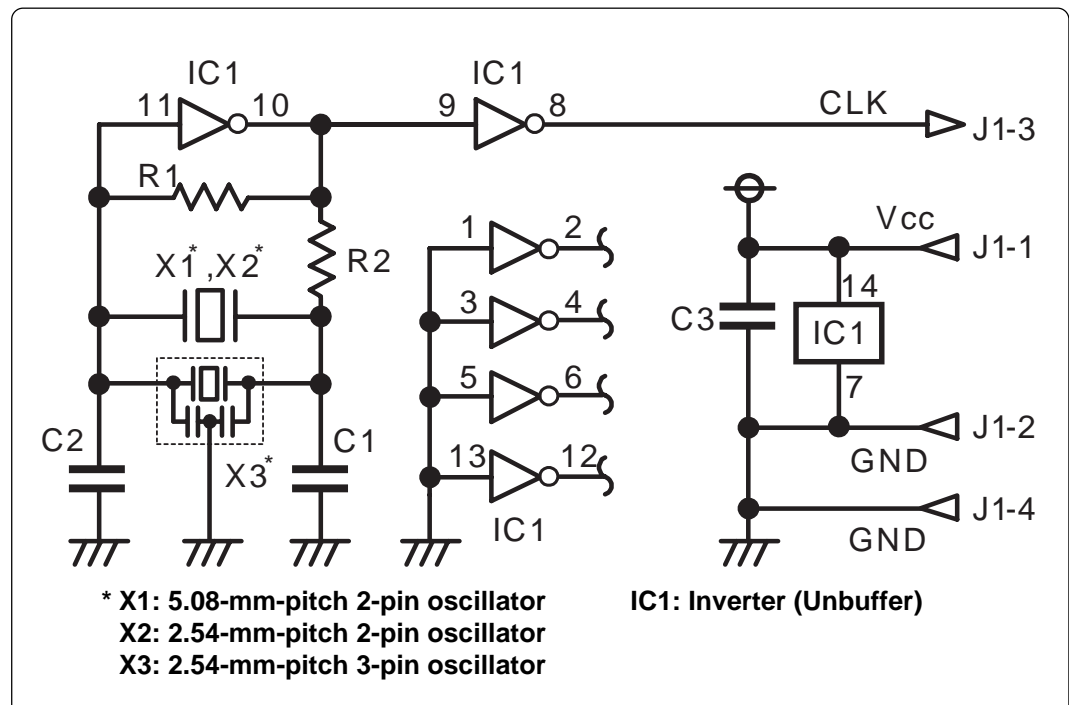 IC1 IC1
11 10 9 8 CLK J1-3
R1
1 2 Vcc J1-1
X1*,X2* R2
14
3 4 C3 IC1
5 6 7
C2 C1 J1-2
X3* 13 12 GND
IC1 J1-4
GND
* X1: 5.08-mm-pitch 2-pin oscillator IC1: Inverter (Unbuffer)
X2: 2.54-mm-pitch 2-pin oscillator
X3: 2.54-mm-pitch 3-pin oscillator